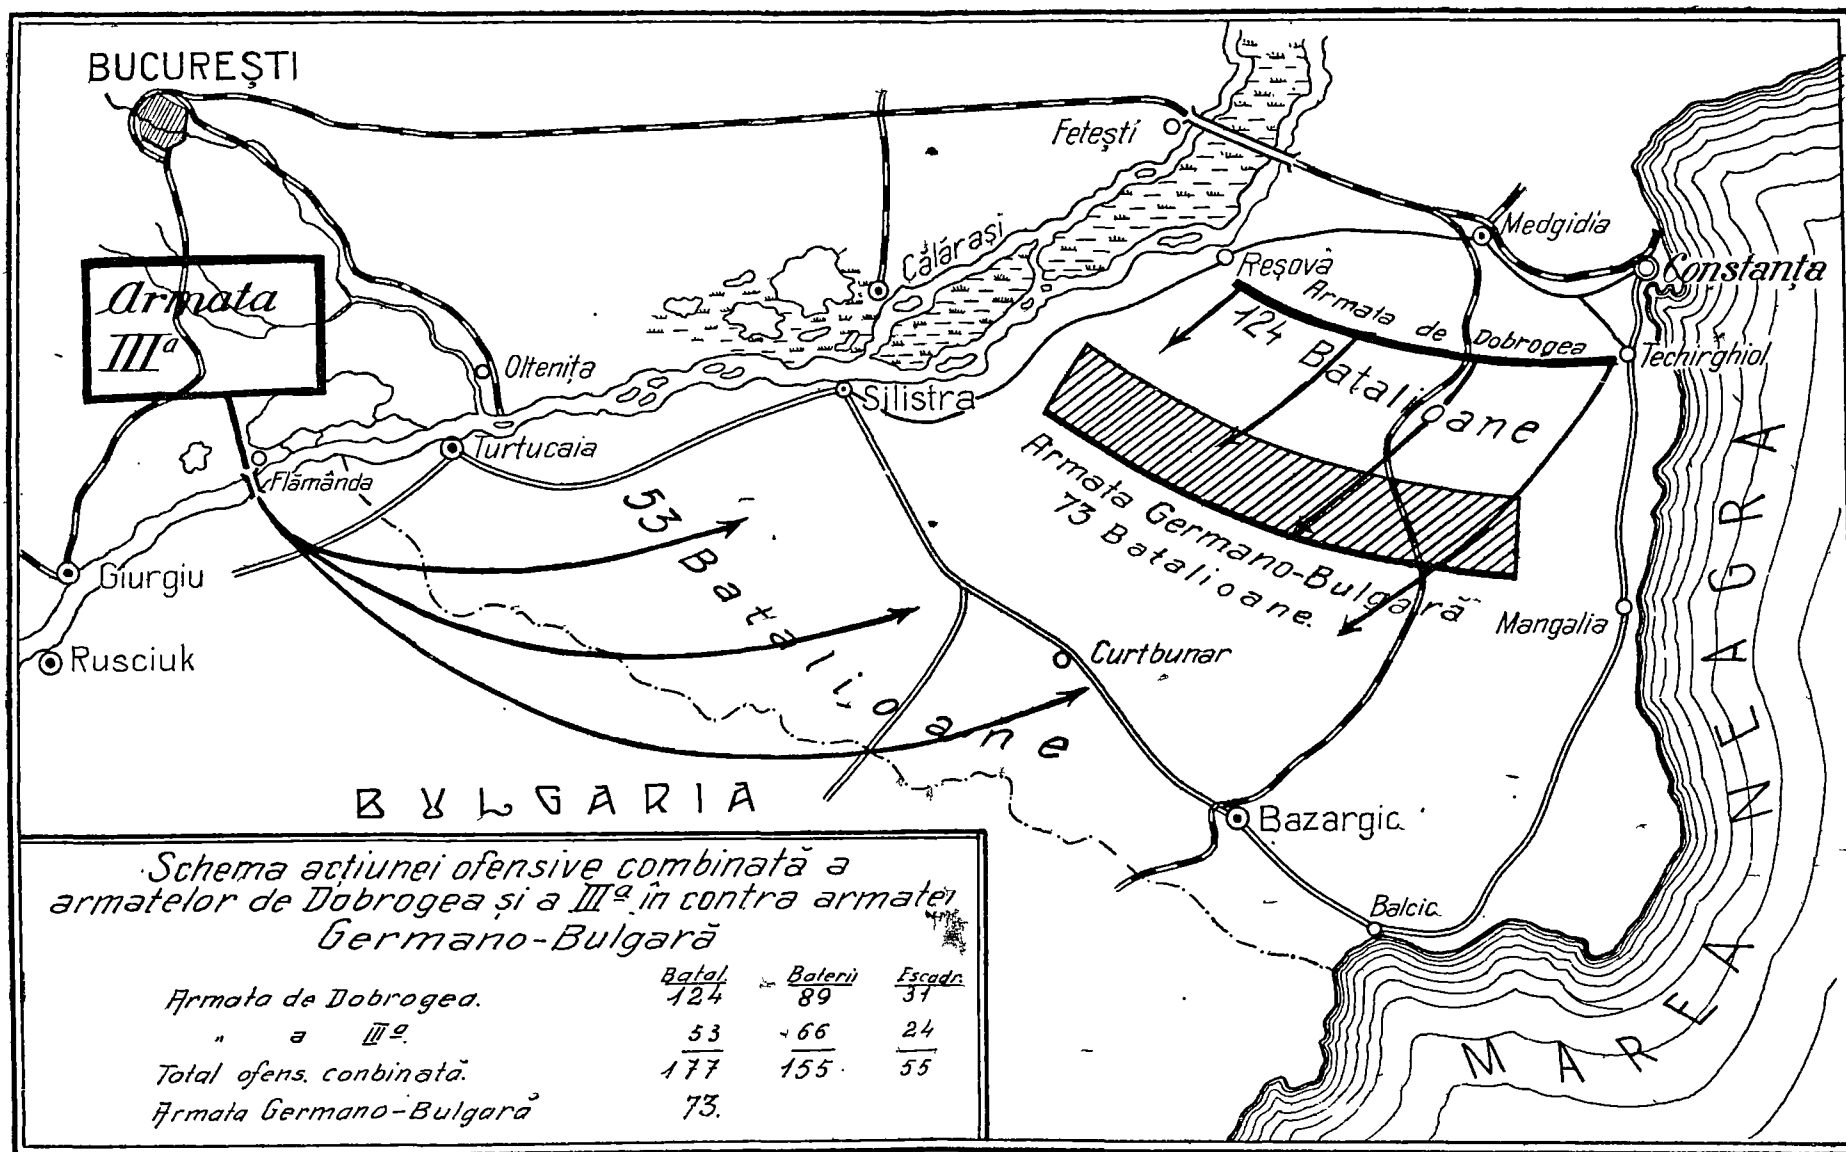 BUCUREȘTI
Fetești
Medgidia
Călărași
Reșova
Constanța
Armata
IIIª
Armata de Dobrogea
124 Batalioane
Techirghiol
Oltenița
Silistra
Turtucaia
Flămânda
53 Batalioane
Armata Germano-Bulgară
73 Batalioane.
Giurgiu
Mangalia
Rusciuk
Curtbunar
MAREA NEAGRA
BULGARIA
Bazargic
Balcic
Schema acțiunei ofensive combinată a
armatelor de Dobrogea și a IIIª în contra armatei
Germano-Bulgară
Batal. Baterii Escadr.
Armata de Dobrogea. 124 89 31
" a IIIª. 53 66 24
Total ofens. conbinată. 177 155 55
Armata Germano-Bulgară 73.